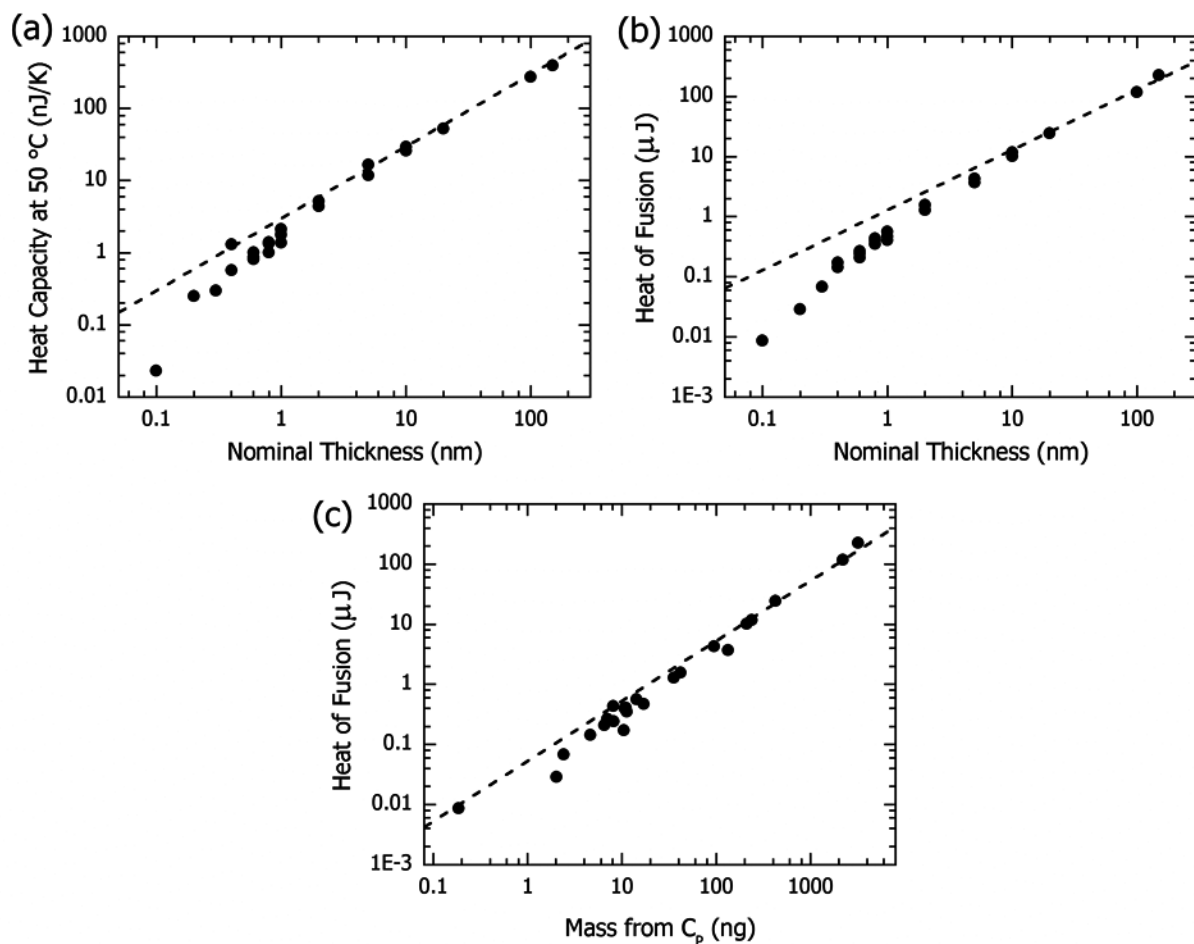 (a)
Heat Capacity at 50 °C (nJ/K)
1000
100
10
1
0.1
0.01
0.1 1 10 100
Nominal Thickness (nm)
(b)
Heat of Fusion (μJ)
1000
100
10
1
0.1
0.01
1E-3
0.1 1 10 100
Nominal Thickness (nm)
(c)
Heat of Fusion (μJ)
1000
100
10
1
0.1
0.01
1E-3
0.1 1 10 100 1000
Mass from Cp (ng)